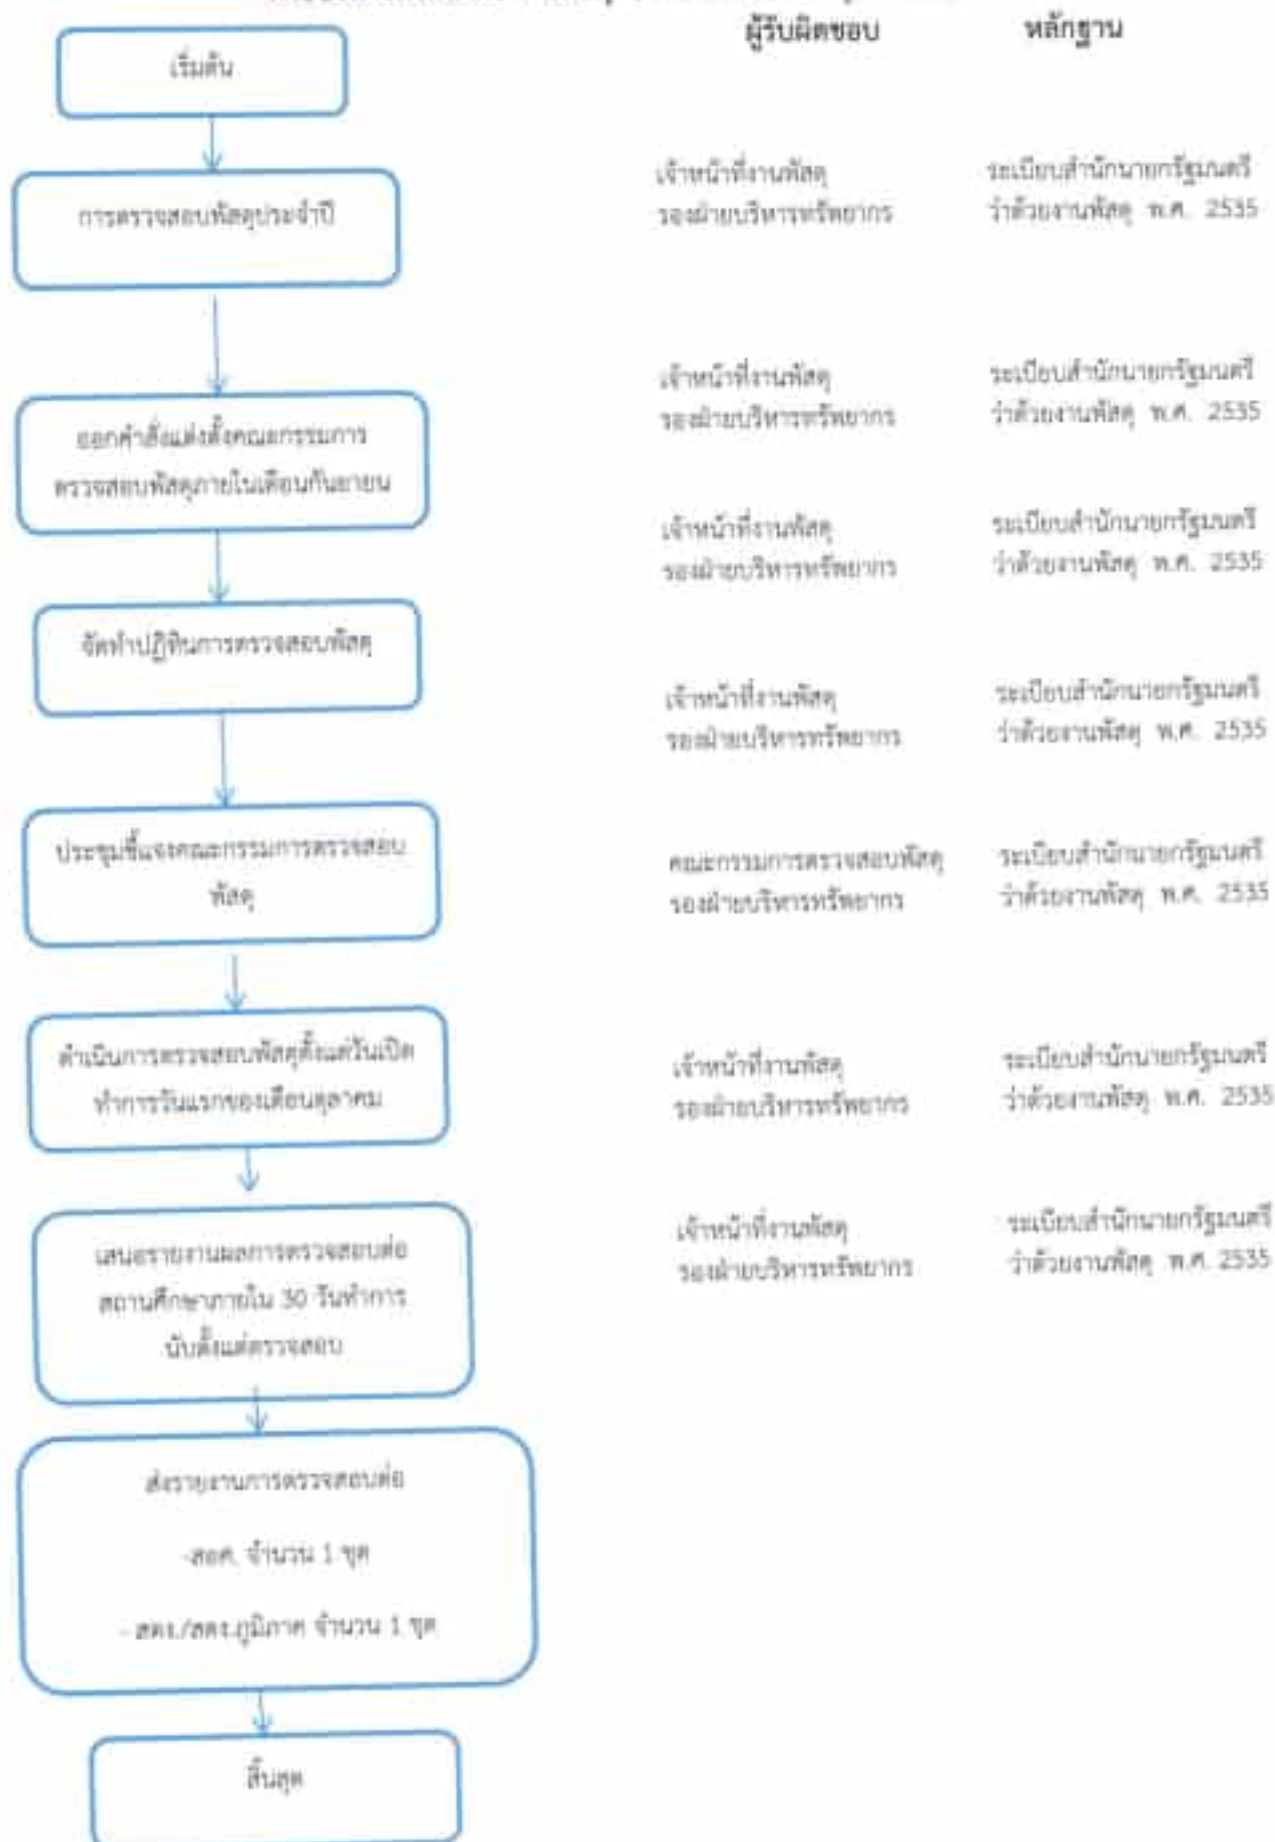 ผู้รับผิดชอบ หลักฐาน
เริ่มต้น
การตรวจสอบพัสดุประจำปี
เจ้าหน้าที่งานพัสดุ ระเบียบสำนักนายกรัฐมนตรี
รองฝ่ายบริหารทรัพยากร ว่าด้วยงานพัสดุ พ.ศ. 2535
ออกคำสั่งแต่งตั้งคณะกรรมการ
ตรวจสอบพัสดุภายในเดือนกันยายน
เจ้าหน้าที่งานพัสดุ ระเบียบสำนักนายกรัฐมนตรี
รองฝ่ายบริหารทรัพยากร ว่าด้วยงานพัสดุ พ.ศ. 2535
เจ้าหน้าที่งานพัสดุ ระเบียบสำนักนายกรัฐมนตรี
รองฝ่ายบริหารทรัพยากร ว่าด้วยงานพัสดุ พ.ศ. 2535
จัดทำปฏิทินการตรวจสอบพัสดุ
เจ้าหน้าที่งานพัสดุ ระเบียบสำนักนายกรัฐมนตรี
รองฝ่ายบริหารทรัพยากร ว่าด้วยงานพัสดุ พ.ศ. 2535
ประชุมชี้แจงคณะกรรมการตรวจสอบ
พัสดุ
คณะกรรมการตรวจสอบพัสดุ ระเบียบสำนักนายกรัฐมนตรี
รองฝ่ายบริหารทรัพยากร ว่าด้วยงานพัสดุ พ.ศ. 2535
ดำเนินการตรวจสอบพัสดุตั้งแต่วันเปิด
ทำการวันแรกของเดือนตุลาคม
เจ้าหน้าที่งานพัสดุ ระเบียบสำนักนายกรัฐมนตรี
รองฝ่ายบริหารทรัพยากร ว่าด้วยงานพัสดุ พ.ศ. 2535
เสนอรายงานผลการตรวจสอบต่อ
สถานศึกษาภายใน 30 วันทำการ
นับตั้งแต่ตรวจสอบ
เจ้าหน้าที่งานพัสดุ ระเบียบสำนักนายกรัฐมนตรี
รองฝ่ายบริหารทรัพยากร ว่าด้วยงานพัสดุ พ.ศ. 2535
ส่งรายงานการตรวจสอบต่อ
-สอศ. จำนวน 1 ชุด
- สตง./สตง.ภูมิภาค จำนวน 1 ชุด
สิ้นสุด